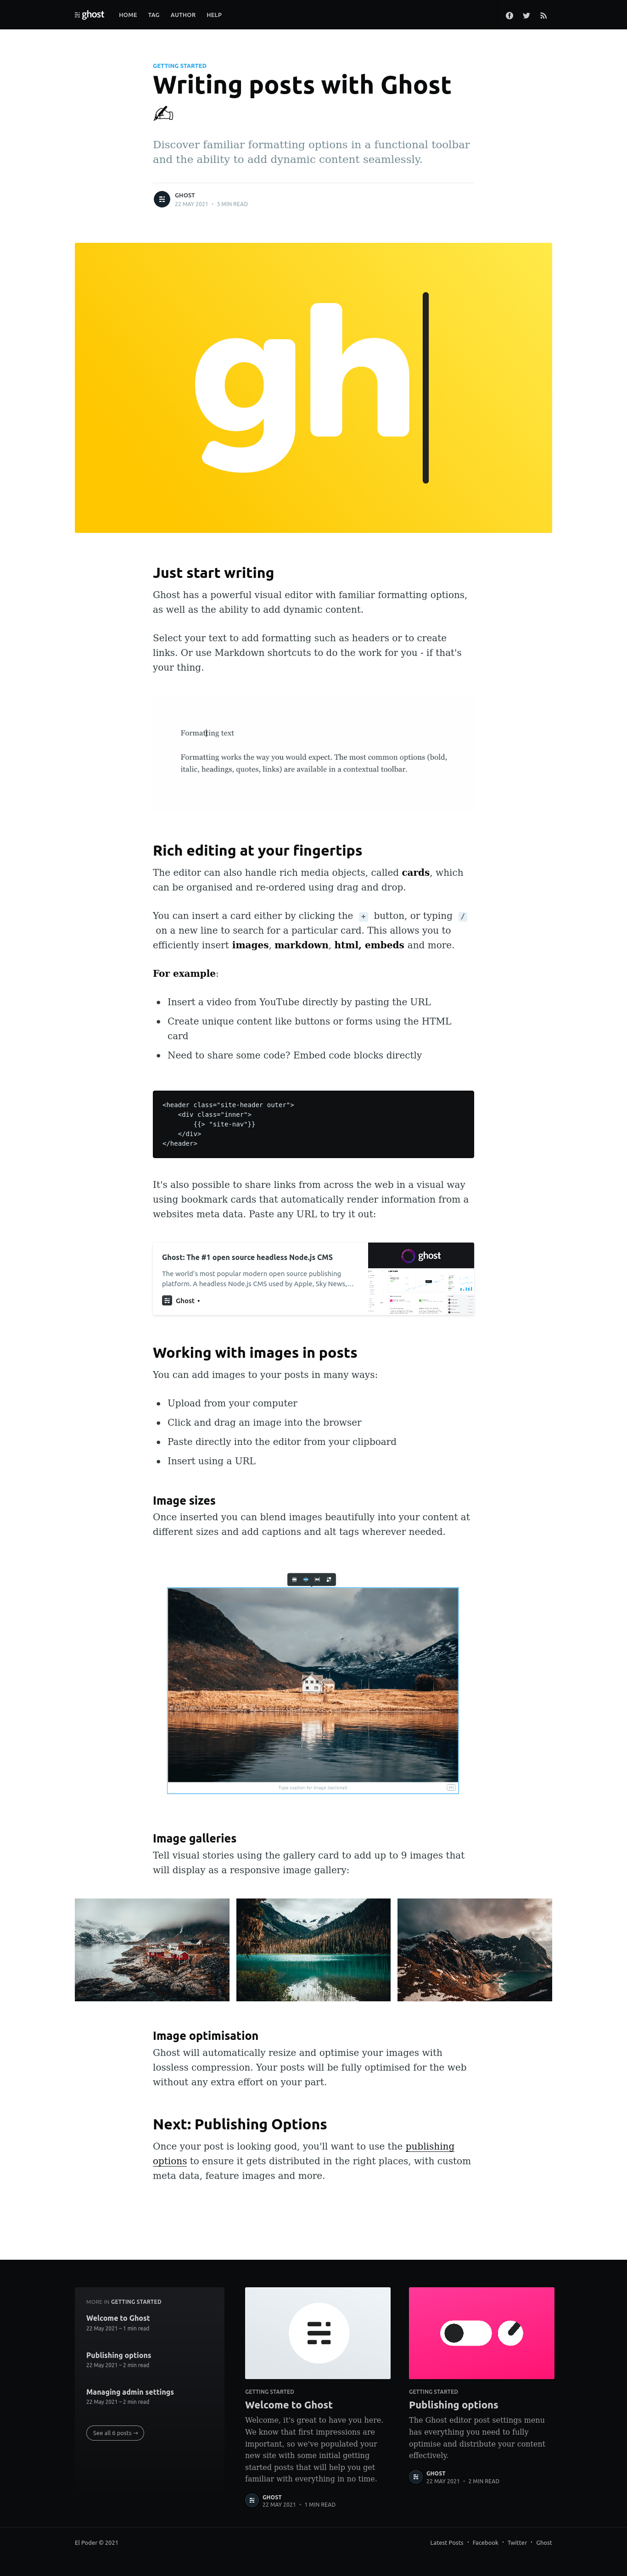 ghost HOME TAG AUTHOR HELP
GETTING STARTED
Writing posts with Ghost
✍️
Discover familiar formatting options in a functional toolbar
and the ability to add dynamic content seamlessly.
GHOST
22 MAY 2021 • 3 MIN READ
gh
Just start writing
Ghost has a powerful visual editor with familiar formatting options,
as well as the ability to add dynamic content.
Select your text to add formatting such as headers or to create
links. Or use Markdown shortcuts to do the work for you - if that's
your thing.
Formatting text
Formatting works the way you would expect. The most common options (bold,
italic, headings, quotes, links) are available in a contextual toolbar.
Rich editing at your fingertips
The editor can also handle rich media objects, called cards, which
can be organised and re-ordered using drag and drop.
You can insert a card either by clicking the + button, or typing /
on a new line to search for a particular card. This allows you to
efficiently insert images, markdown, html, embeds and more.
For example:
Insert a video from YouTube directly by pasting the URL
Create unique content like buttons or forms using the HTML
card
Need to share some code? Embed code blocks directly
<header class="site-header outer">
<div class="inner">
{{> "site-nav"}}
</div>
</header>
It's also possible to share links from across the web in a visual way
using bookmark cards that automatically render information from a
websites meta data. Paste any URL to try it out:
Ghost: The #1 open source headless Node.js CMS
The world's most popular modern open source publishing
platform. A headless Node.js CMS used by Apple, Sky News,...
Ghost •
ghost
Working with images in posts
You can add images to your posts in many ways:
Upload from your computer
Click and drag an image into the browser
Paste directly into the editor from your clipboard
Insert using a URL
Image sizes
Once inserted you can blend images beautifully into your content at
different sizes and add captions and alt tags wherever needed.
Type caption for image (optional)
Image galleries
Tell visual stories using the gallery card to add up to 9 images that
will display as a responsive image gallery:
Image optimisation
Ghost will automatically resize and optimise your images with
lossless compression. Your posts will be fully optimised for the web
without any extra effort on your part.
Next: Publishing Options
Once your post is looking good, you'll want to use the publishing
options to ensure it gets distributed in the right places, with custom
meta data, feature images and more.
MORE IN GETTING STARTED
Welcome to Ghost
22 May 2021 – 1 min read
Publishing options
22 May 2021 – 2 min read
Managing admin settings
22 May 2021 – 2 min read
See all 6 posts →
GETTING STARTED
Welcome to Ghost
Welcome, it's great to have you here.
We know that first impressions are
important, so we've populated your
new site with some initial getting
started posts that will help you get
familiar with everything in no time.
GHOST
22 MAY 2021 • 1 MIN READ
GETTING STARTED
Publishing options
The Ghost editor post settings menu
has everything you need to fully
optimise and distribute your content
effectively.
GHOST
22 MAY 2021 • 2 MIN READ
El Poder © 2021
Latest Posts • Facebook • Twitter • Ghost